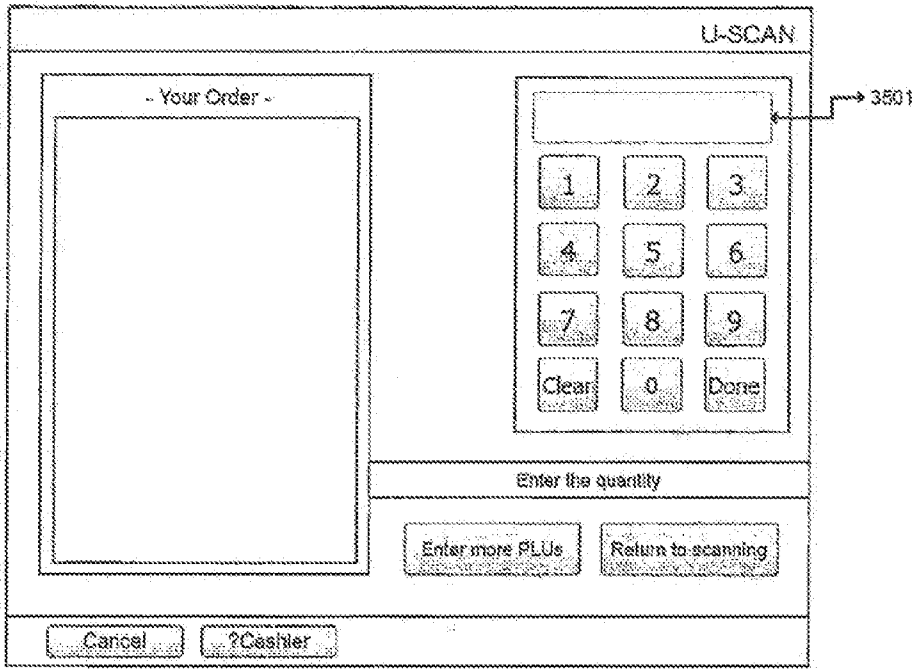 U-SCAN
- Your Order -
3501
1 2 3
4 5 6
7 8 9
Clear 0 Done
Enter the quantity
Enter more PLUs Return to scanning
Cancel ?Cashier